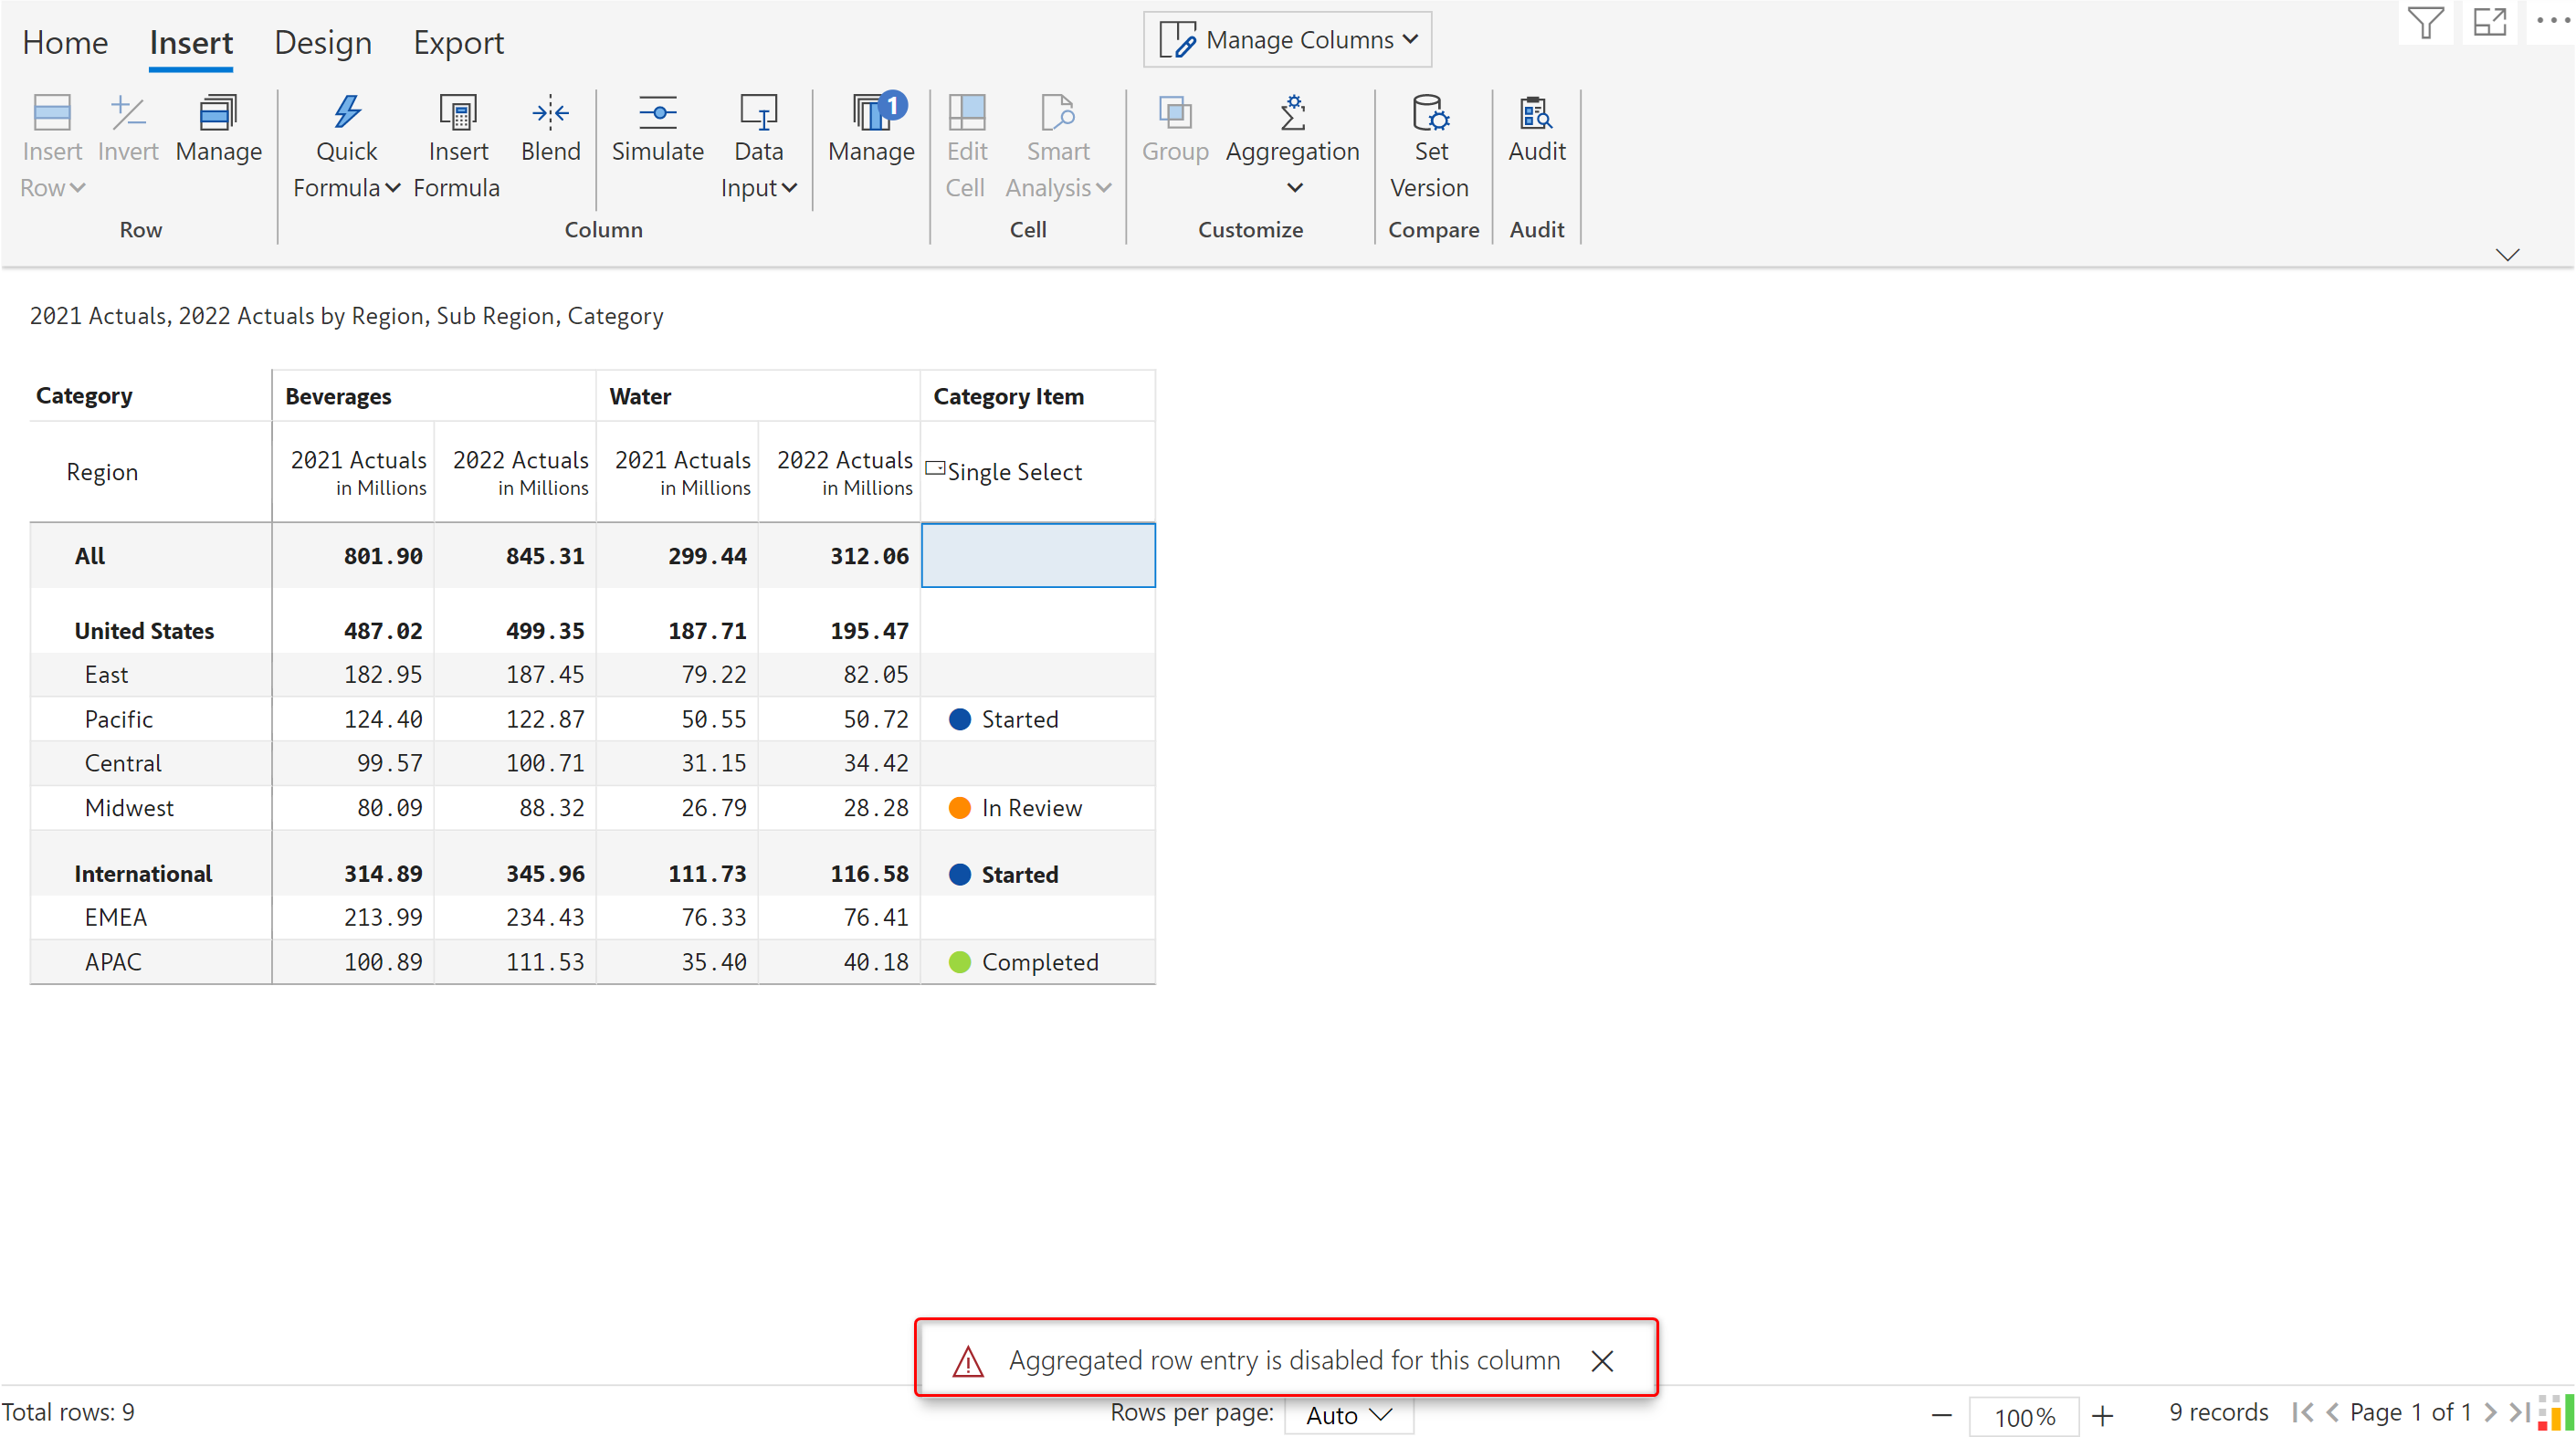 Home Insert Design Export Manage Columns
1
Insert Invert Manage Quick Insert Blend Simulate Data Manage Edit Smart Group Aggregation Set Audit
Row Formula Formula Input Cell Analysis Version
Row Column Cell Customize Compare Audit
2021 Actuals, 2022 Actuals by Region, Sub Region, Category
Category Beverages Water Category Item
Region 2021 Actuals 2022 Actuals 2021 Actuals 2022 Actuals Single Select
in Millions in Millions in Millions in Millions
All 801.90 845.31 299.44 312.06
United States 487.02 499.35 187.71 195.47
East 182.95 187.45 79.22 82.05
Pacific 124.40 122.87 50.55 50.72 Started
Central 99.57 100.71 31.15 34.42
Midwest 80.09 88.32 26.79 28.28 In Review
International 314.89 345.96 111.73 116.58 Started
EMEA 213.99 234.43 76.33 76.41
APAC 100.89 111.53 35.40 40.18 Completed
Aggregated row entry is disabled for this column
Total rows: 9 Rows per page: Auto 100% 9 records Page 1 of 1